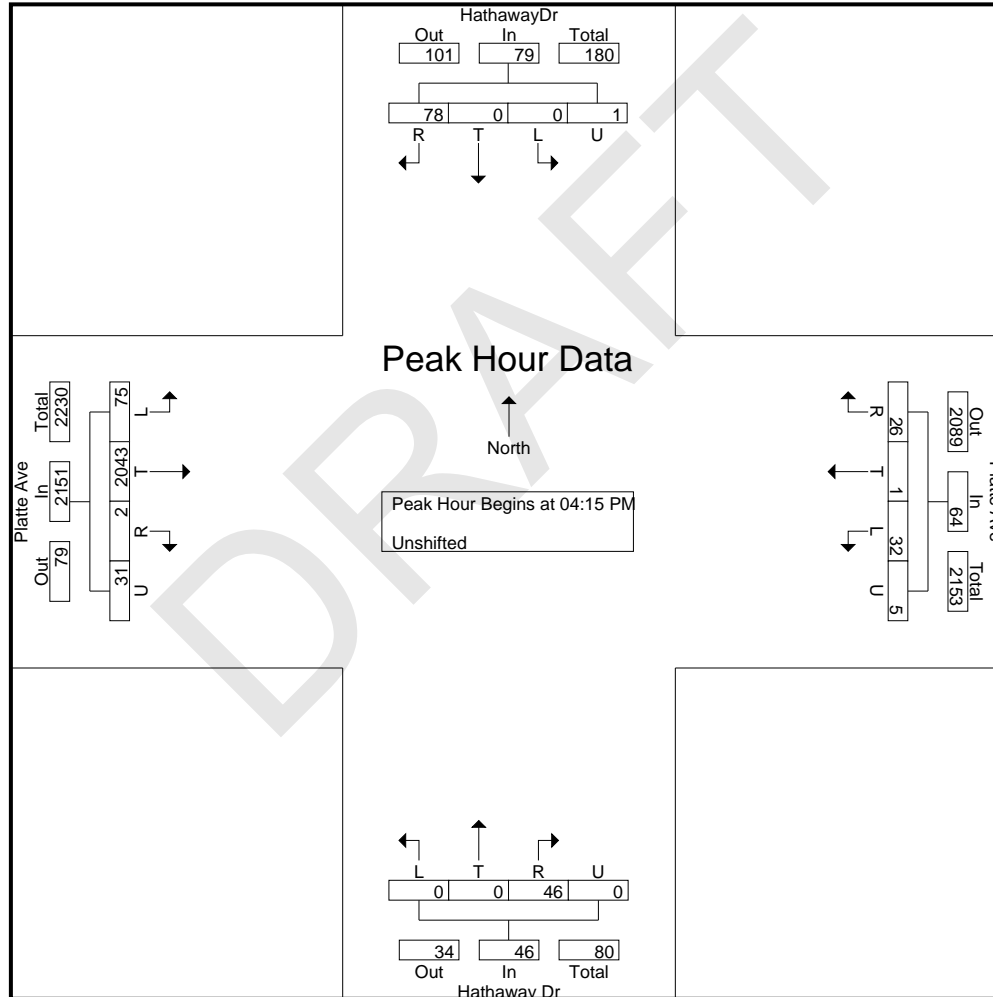 HathawayDr
Out In Total
101 79 180
78 0 0 1
R T L U
DRAFT
Peak Hour Data
North
Peak Hour Begins at 04:15 PM
Unshifted
Platte Ave
Out In Total
79 2151 2230
31 2 2043 75
U R T L
R T L U
26 1 32 5
Out In Total
2089 64 2153
Platte Ave
L T R U
0 0 46 0
34 46 80
Out In Total
Hathaway Dr